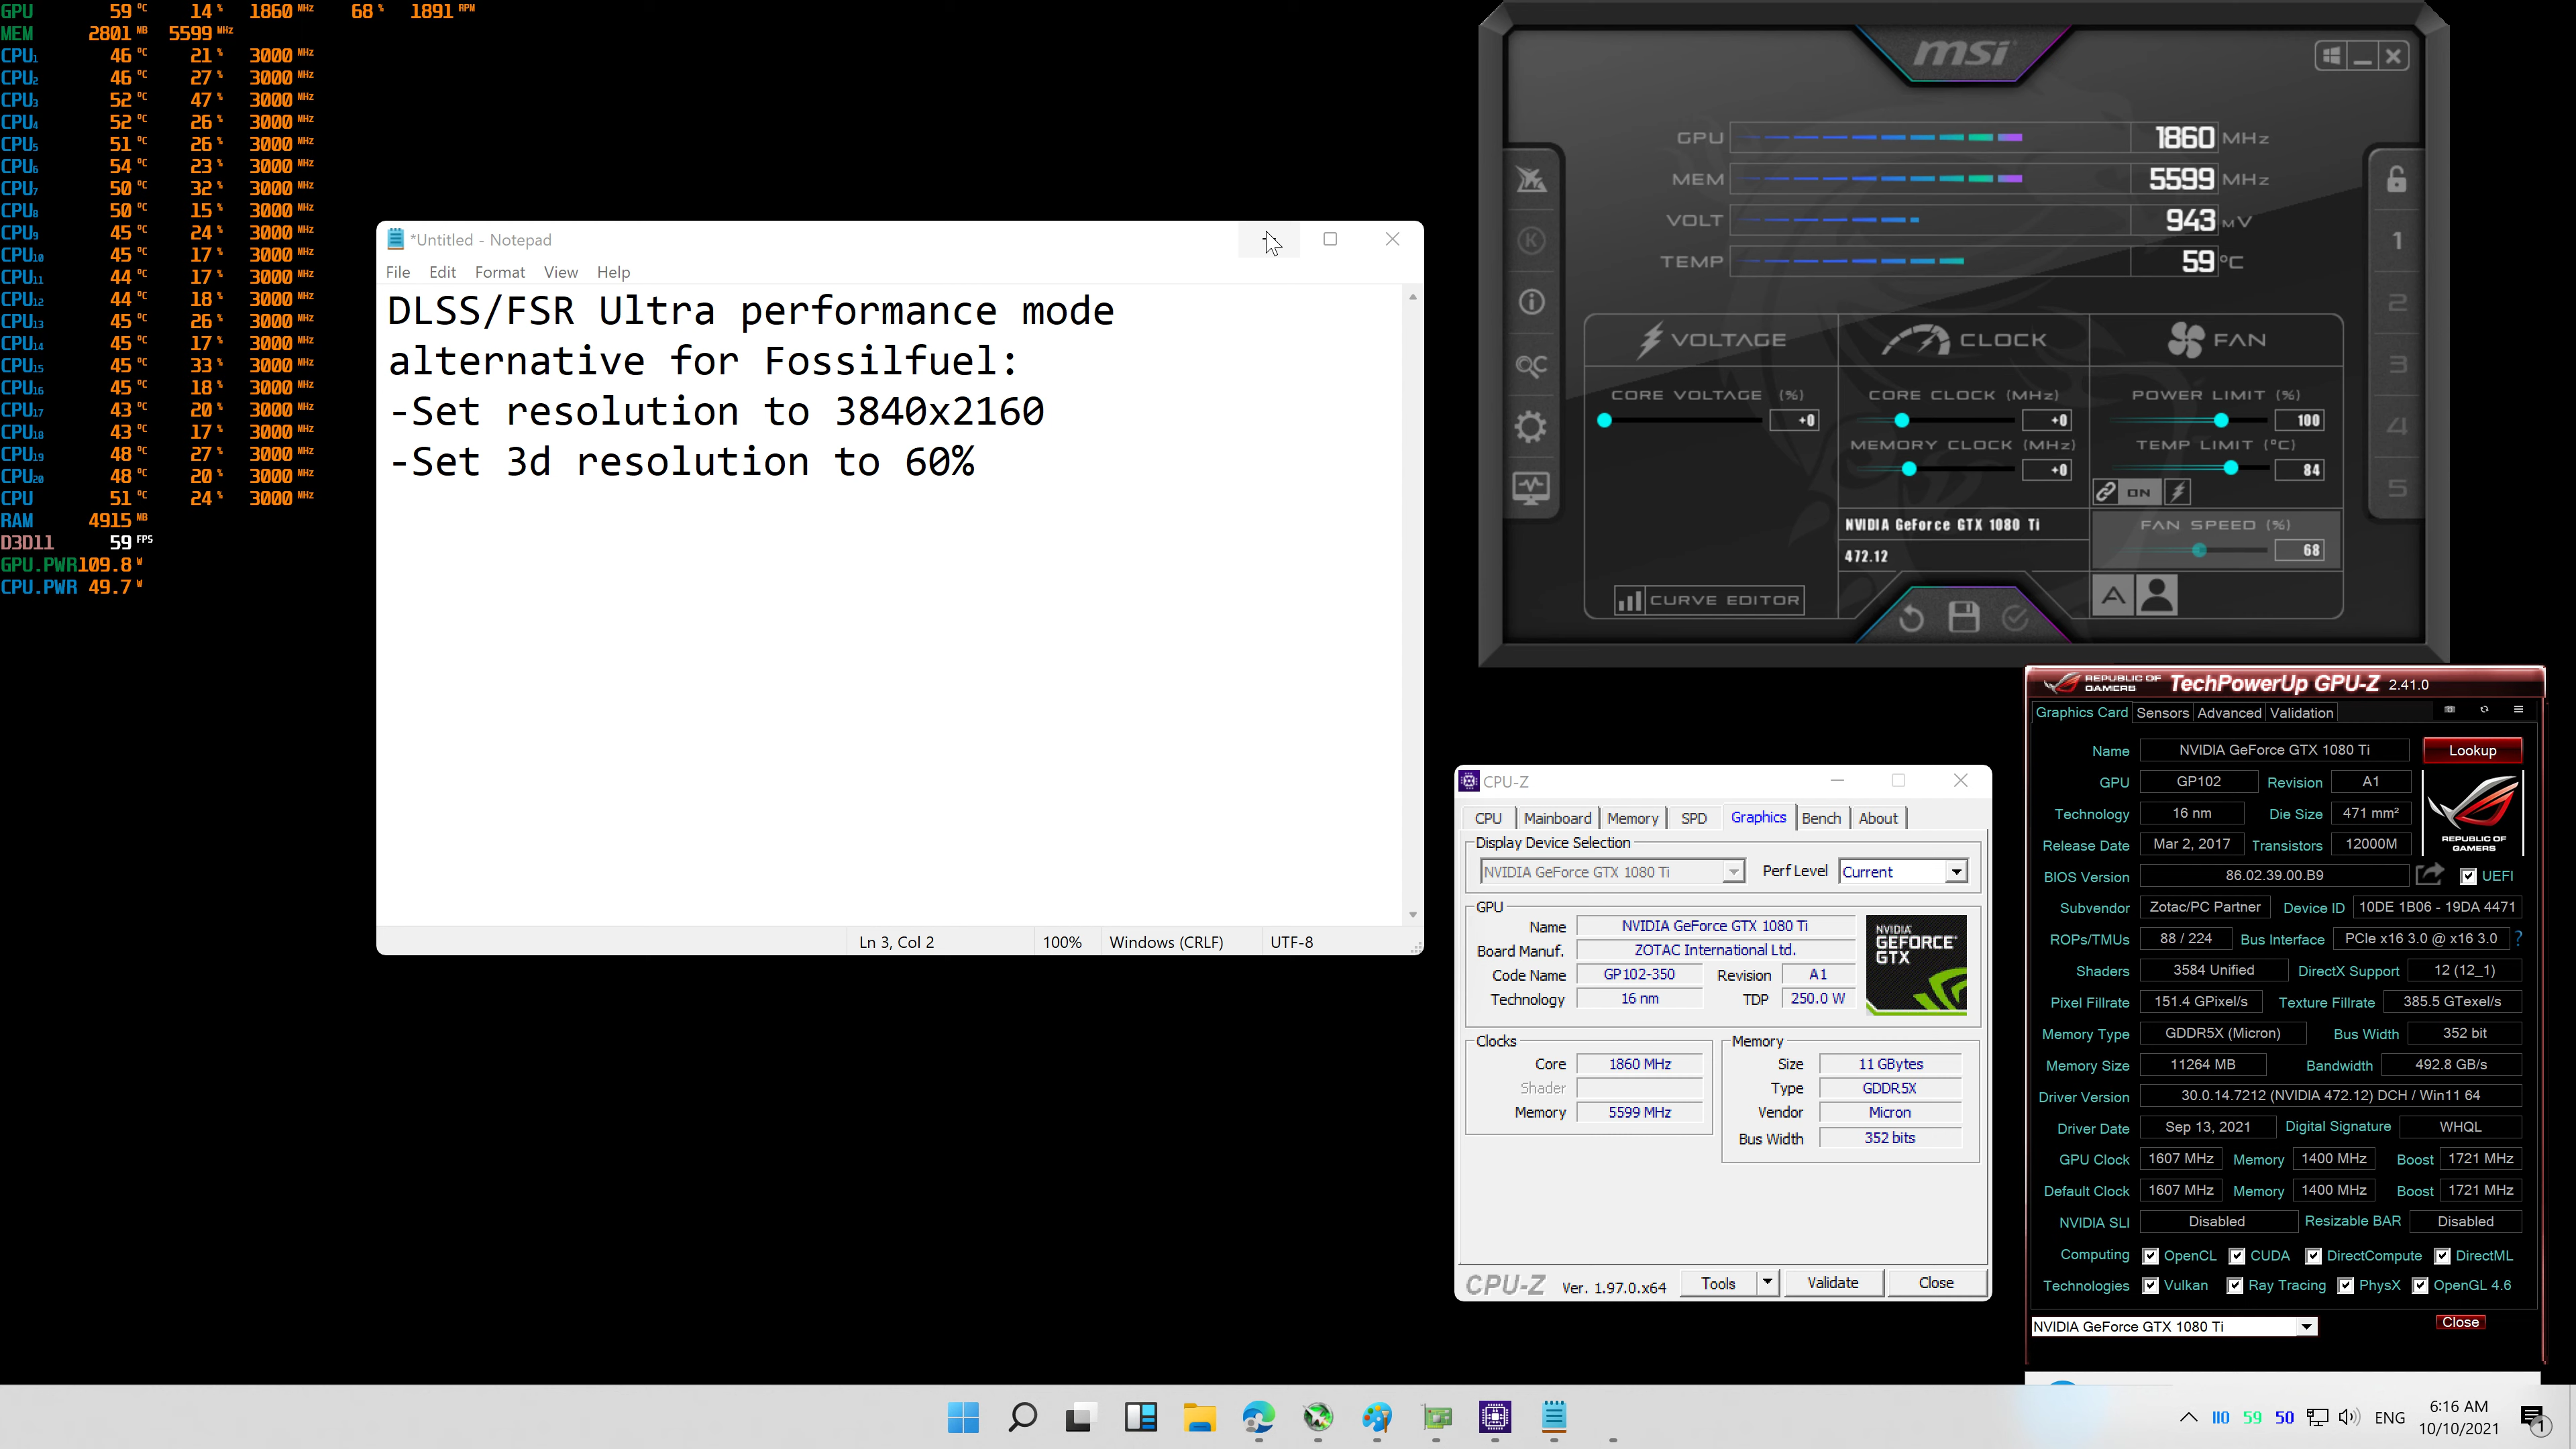 GPU 59 °C 14 % 1860 MHz 68 % 1891 RPM
MEM 2801 MB 5599 MHz
CPU1 46 °C 21 % 3000 MHz
CPU2 46 °C 27 % 3000 MHz
CPU3 52 °C 47 % 3000 MHz
CPU4 52 °C 26 % 3000 MHz
CPU5 51 °C 26 % 3000 MHz
CPU6 54 °C 23 % 3000 MHz
CPU7 50 °C 32 % 3000 MHz
CPU8 50 °C 15 % 3000 MHz
CPU9 45 °C 24 % 3000 MHz
CPU10 45 °C 17 % 3000 MHz
CPU11 44 °C 17 % 3000 MHz
CPU12 44 °C 18 % 3000 MHz
CPU13 45 °C 26 % 3000 MHz
CPU14 45 °C 17 % 3000 MHz
CPU15 45 °C 33 % 3000 MHz
CPU16 45 °C 18 % 3000 MHz
CPU17 43 °C 20 % 3000 MHz
CPU18 43 °C 17 % 3000 MHz
CPU19 48 °C 27 % 3000 MHz
CPU20 48 °C 20 % 3000 MHz
CPU 51 °C 24 % 3000 MHz
RAM 4915 MB
D3D11 59 FPS
GPU.PWR 109.8 W
CPU.PWR 49.7 W
*Untitled - Notepad
File Edit Format View Help
DLSS/FSR Ultra performance mode
alternative for Fossilfuel:
-Set resolution to 3840x2160
-Set 3d resolution to 60%
Ln 3, Col 2 100% Windows (CRLF) UTF-8
msi
GPU 1860 MHz
MEM 5599 MHz
VOLT 943 mV
TEMP 59 °C
K
1
2
3
4
5
VOLTAGE CLOCK FAN
CORE VOLTAGE (%) +0
CORE CLOCK (MHz) +0
MEMORY CLOCK (MHz) +0
POWER LIMIT (%) 100
TEMP LIMIT (°C) 84
ON
NVIDIA GeForce GTX 1080 Ti
472.12
FAN SPEED (%) 68
A
CURVE EDITOR
CPU-Z
CPU Mainboard Memory SPD Graphics Bench About
Display Device Selection
NVIDIA GeForce GTX 1080 Ti Perf Level Current
GPU
Name NVIDIA GeForce GTX 1080 Ti
Board Manuf. ZOTAC International Ltd.
Code Name GP102-350 Revision A1
Technology 16 nm TDP 250.0 W
NVIDIA GEFORCE GTX
Clocks
Core 1860 MHz
Shader
Memory 5599 MHz
Memory
Size 11 GBytes
Type GDDR5X
Vendor Micron
Bus Width 352 bits
CPU-Z Ver. 1.97.0.x64 Tools Validate Close
REPUBLIC OF GAMERS TechPowerUp GPU-Z 2.41.0
Graphics Card Sensors Advanced Validation
Name NVIDIA GeForce GTX 1080 Ti Lookup
GPU GP102 Revision A1
Technology 16 nm Die Size 471 mm²
Release Date Mar 2, 2017 Transistors 12000M
REPUBLIC OF GAMERS
BIOS Version 86.02.39.00.B9 UEFI
Subvendor Zotac/PC Partner Device ID 10DE 1B06 - 19DA 4471
ROPs/TMUs 88 / 224 Bus Interface PCIe x16 3.0 @ x16 3.0 ?
Shaders 3584 Unified DirectX Support 12 (12_1)
Pixel Fillrate 151.4 GPixel/s Texture Fillrate 385.5 GTexel/s
Memory Type GDDR5X (Micron) Bus Width 352 bit
Memory Size 11264 MB Bandwidth 492.8 GB/s
Driver Version 30.0.14.7212 (NVIDIA 472.12) DCH / Win11 64
Driver Date Sep 13, 2021 Digital Signature WHQL
GPU Clock 1607 MHz Memory 1400 MHz Boost 1721 MHz
Default Clock 1607 MHz Memory 1400 MHz Boost 1721 MHz
NVIDIA SLI Disabled Resizable BAR Disabled
Computing OpenCL CUDA DirectCompute DirectML
Technologies Vulkan Ray Tracing PhysX OpenGL 4.6
NVIDIA GeForce GTX 1080 Ti Close
110 59 50 ENG 6:16 AM
10/10/2021 1